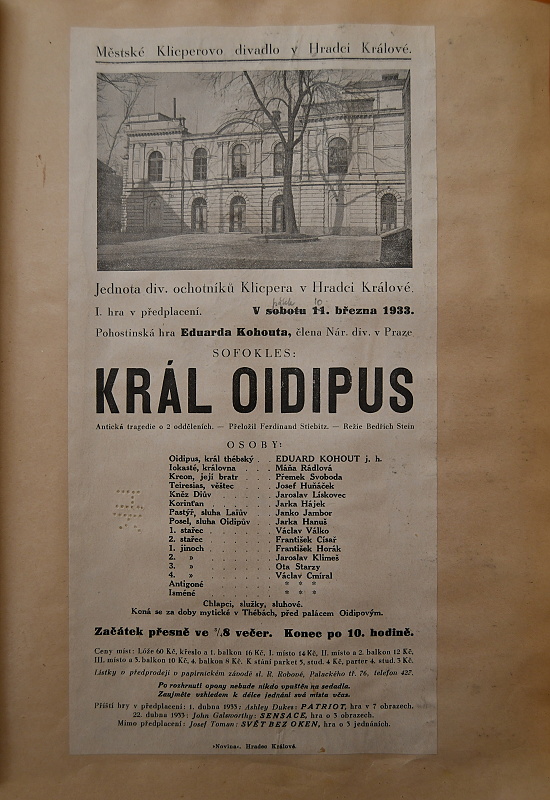 Městské Klicperovo divadlo v Hradci Králové.
Jednota div. ochotníků Klicpera v Hradci Králové.
pátek 10
I. hra v předplacení. V sobotu 11. března 1933.
Pohostinská hra Eduarda Kohouta, člena Nár. div. v Praze
SOFOKLES:
KRÁL OIDIPUS
Antická tragedie o 2 odděleních. — Přeložil Ferdinand Stiebitz. — Režie Bedřich Stein
OSOBY:
Oidipus, král thébský . . EDUARD KOHOUT j. h.
Iokasté, královna . . . Máňa Rádlová
Kreon, její bratr . . . Přemek Svoboda
Teiresias, věštec . . . Josef Huňáček
Kněz Diův . . . . . Jaroslav Liskovec
Korinťan . . . . . Jarka Hájek
Pastýř, sluha Laiův . . Janko Jambor
Posel, sluha Oidipův . . Jarka Hanuš
1. stařec . . . . . Václav Válko
2. stařec . . . . . František Císař
1. jinoch . . . . . František Horák
2. » . . . . . Jaroslav Klimeš
3. » . . . . . Ota Starzy
4. » . . . . . Václav Cmíral
Antigoné . . . . . * * *
Isméné . . . . . * * *
Chlapci, služky, sluhové.
Koná se za doby mytické v Thébách, před palácem Oidipovým.
Začátek přesně ve ¾8 večer. Konec po 10. hodině.
Ceny míst: Lóže 60 Kč, křeslo a 1. balkon 16 Kč, I. místo 14 Kč, II. místo a 2. balkon 12 Kč,
III. místo a 3. balkon 10 Kč, 4. balkon 8 Kč. K stání parket 5, stud. 4 Kč, parter 4, stud. 3 Kč.
Lístky v předprodeji v papírnickém závodě sl. R. Robové, Palackého tř. 76, telefon 427.
Po rozhrnutí opony nebude nikdo vpuštěn na sedadla.
Zaujměte vzhledem k délce jednání svá místa včas.
Příští hry v předplacení: 1. dubna 1933: Ashley Dukes: PATRIOT, hra v 7 obrazech.
22. dubna 1933: John Galsworthy: SENSACE, hra o 3 obrazech.
Mimo předplacení: Josef Toman: SVĚT BEZ OKEN, hra o 3 jednáních.
»Novina«, Hradec Králové